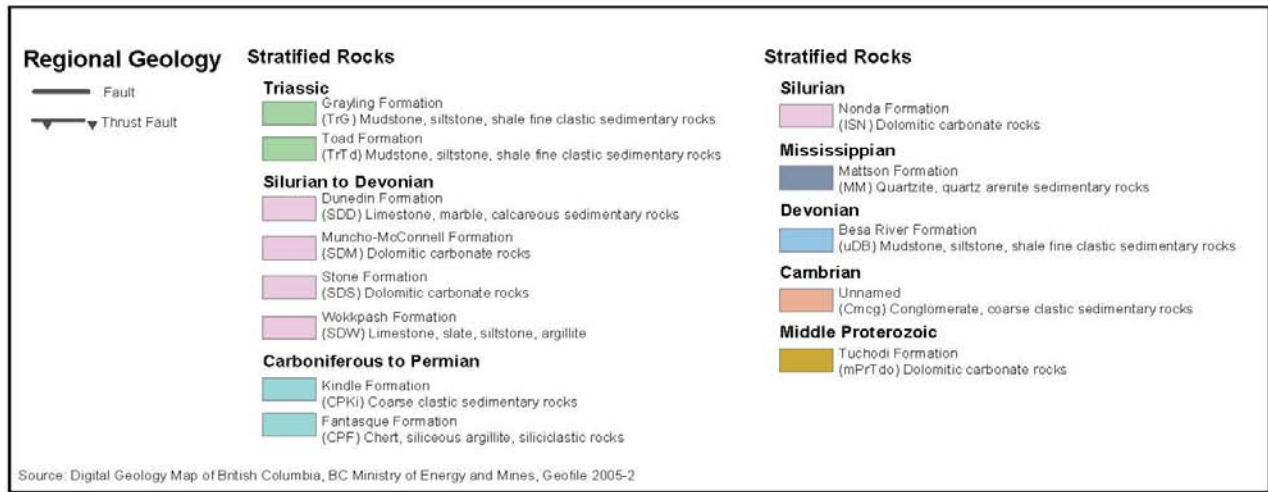 Regional Geology
Fault
Thrust Fault
Stratified Rocks
Triassic
Grayling Formation
(TrG) Mudstone, siltstone, shale fine clastic sedimentary rocks
Toad Formation
(TrTd) Mudstone, siltstone, shale fine clastic sedimentary rocks
Silurian to Devonian
Dunedin Formation
(SDD) Limestone, marble, calcareous sedimentary rocks
Muncho-McConnell Formation
(SDM) Dolomitic carbonate rocks
Stone Formation
(SDS) Dolomitic carbonate rocks
Wokkpash Formation
(SDW) Limestone, slate, siltstone, argillite
Carboniferous to Permian
Kindle Formation
(CPKi) Coarse clastic sedimentary rocks
Fantasque Formation
(CPF) Chert, siliceous argillite, siliciclastic rocks
Stratified Rocks
Silurian
Nonda Formation
(ISN) Dolomitic carbonate rocks
Mississippian
Mattson Formation
(MM) Quartzite, quartz arenite sedimentary rocks
Devonian
Besa River Formation
(uDB) Mudstone, siltstone, shale fine clastic sedimentary rocks
Cambrian
Unnamed
(Cmcg) Conglomerate, coarse clastic sedimentary rocks
Middle Proterozoic
Tuchodi Formation
(mPrTdo) Dolomitic carbonate rocks
Source: Digital Geology Map of British Columbia, BC Ministry of Energy and Mines, Geofile 2005-2